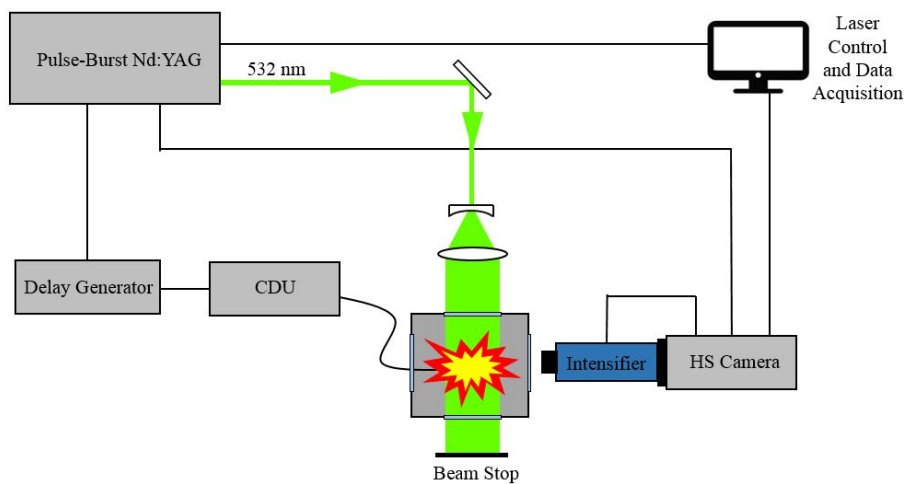 Pulse-Burst Nd:YAG
532 nm
Laser
Control
and Data
Acquisition
Delay Generator
CDU
Intensifier
HS Camera
Beam Stop